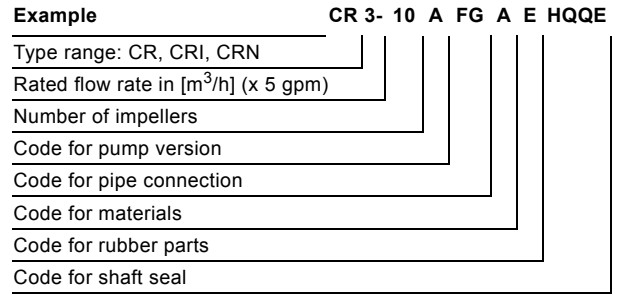 Example CR 3- 10 A FG A E HQQE
Type range: CR, CRI, CRN
Rated flow rate in [m³/h] (x 5 gpm)
Number of impellers
Code for pump version
Code for pipe connection
Code for materials
Code for rubber parts
Code for shaft seal